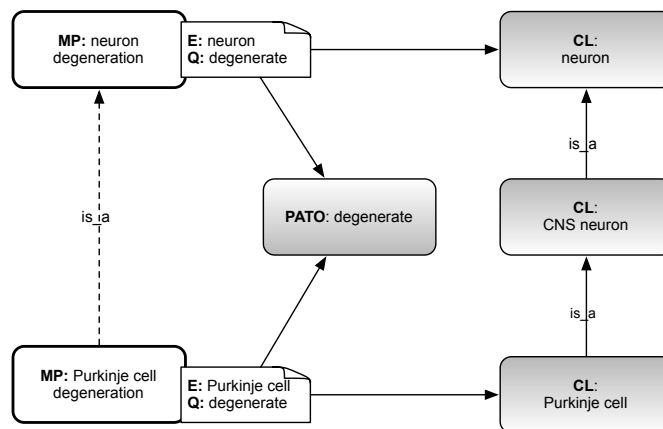 MP: neuron
degeneration
E: neuron
Q: degenerate
CL:
neuron
is_a
is_a
PATO: degenerate
CL:
CNS neuron
is_a
MP: Purkinje cell
degeneration
E: Purkinje cell
Q: degenerate
CL:
Purkinje cell